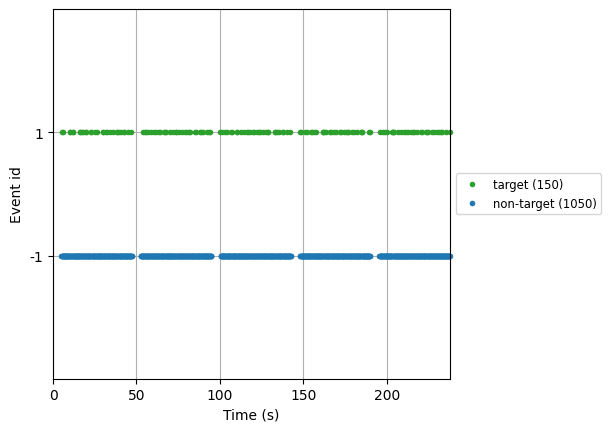 1
-1
Event id
0 50 100 150 200
Time (s)
target (150)
non-target (1050)